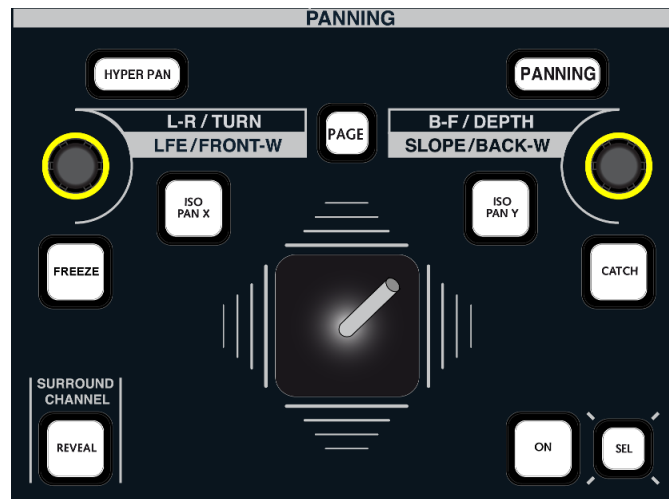 PANNING
HYPER PAN
PANNING
L-R / TURN
LFE / FRONT-W
PAGE
B-F / DEPTH
SLOPE / BACK-W
ISO
PAN X
ISO
PAN Y
FREEZE
CATCH
SURROUND
CHANNEL
REVEAL
ON
SEL